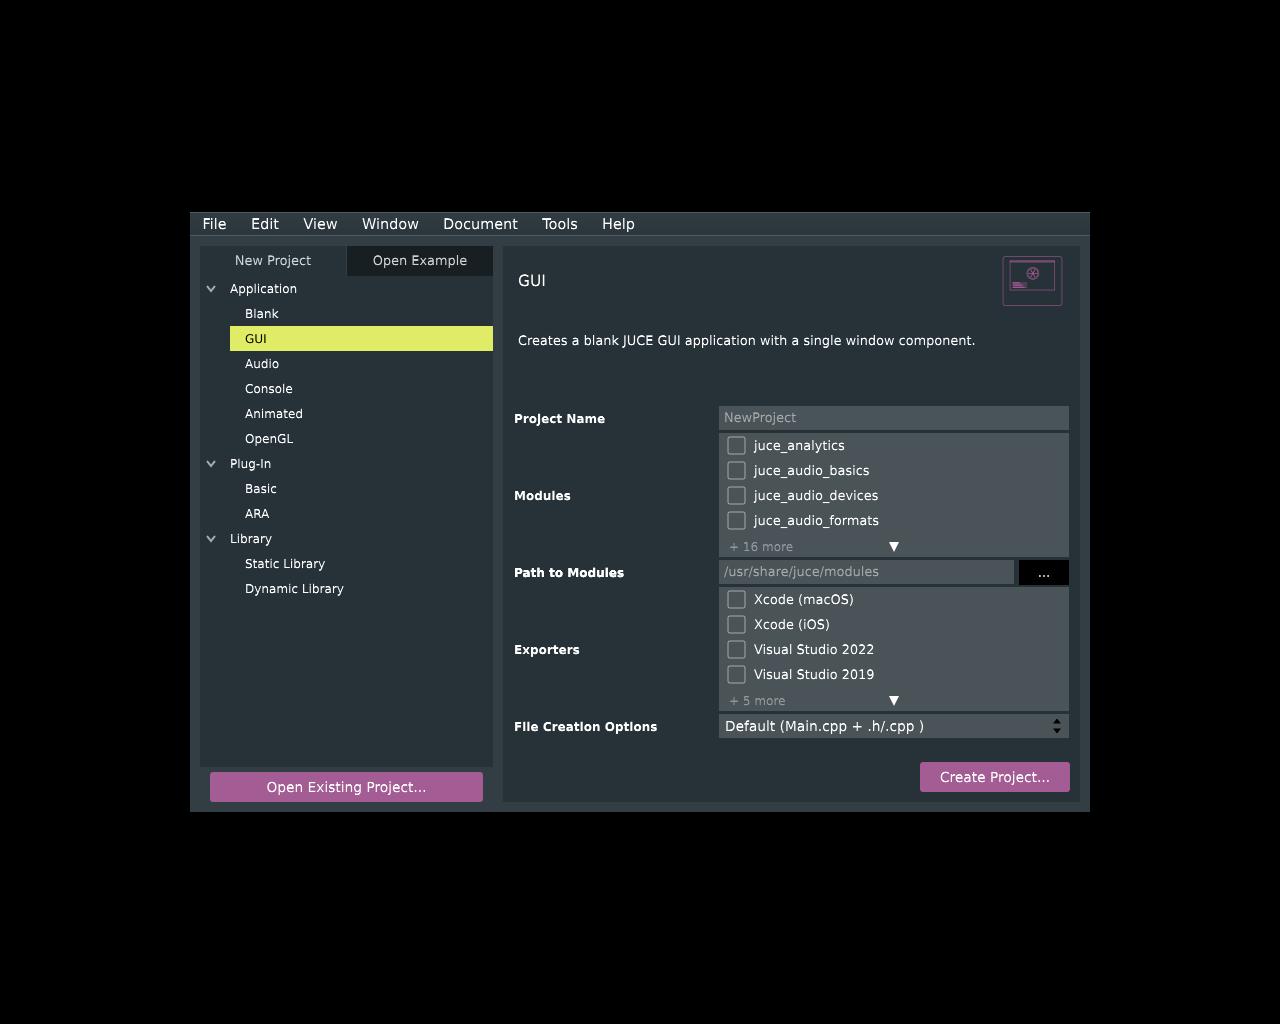 File Edit View Window Document Tools Help
New Project Open Example
Application
Blank
GUI
Audio
Console
Animated
OpenGL
Plug-In
Basic
ARA
Library
Static Library
Dynamic Library
Open Existing Project...
GUI
Creates a blank JUCE GUI application with a single window component.
Project Name NewProject
Modules
juce_analytics
juce_audio_basics
juce_audio_devices
juce_audio_formats
+ 16 more ▼
Path to Modules /usr/share/juce/modules ...
Exporters
Xcode (macOS)
Xcode (iOS)
Visual Studio 2022
Visual Studio 2019
+ 5 more ▼
File Creation Options Default (Main.cpp + .h/.cpp )
Create Project...